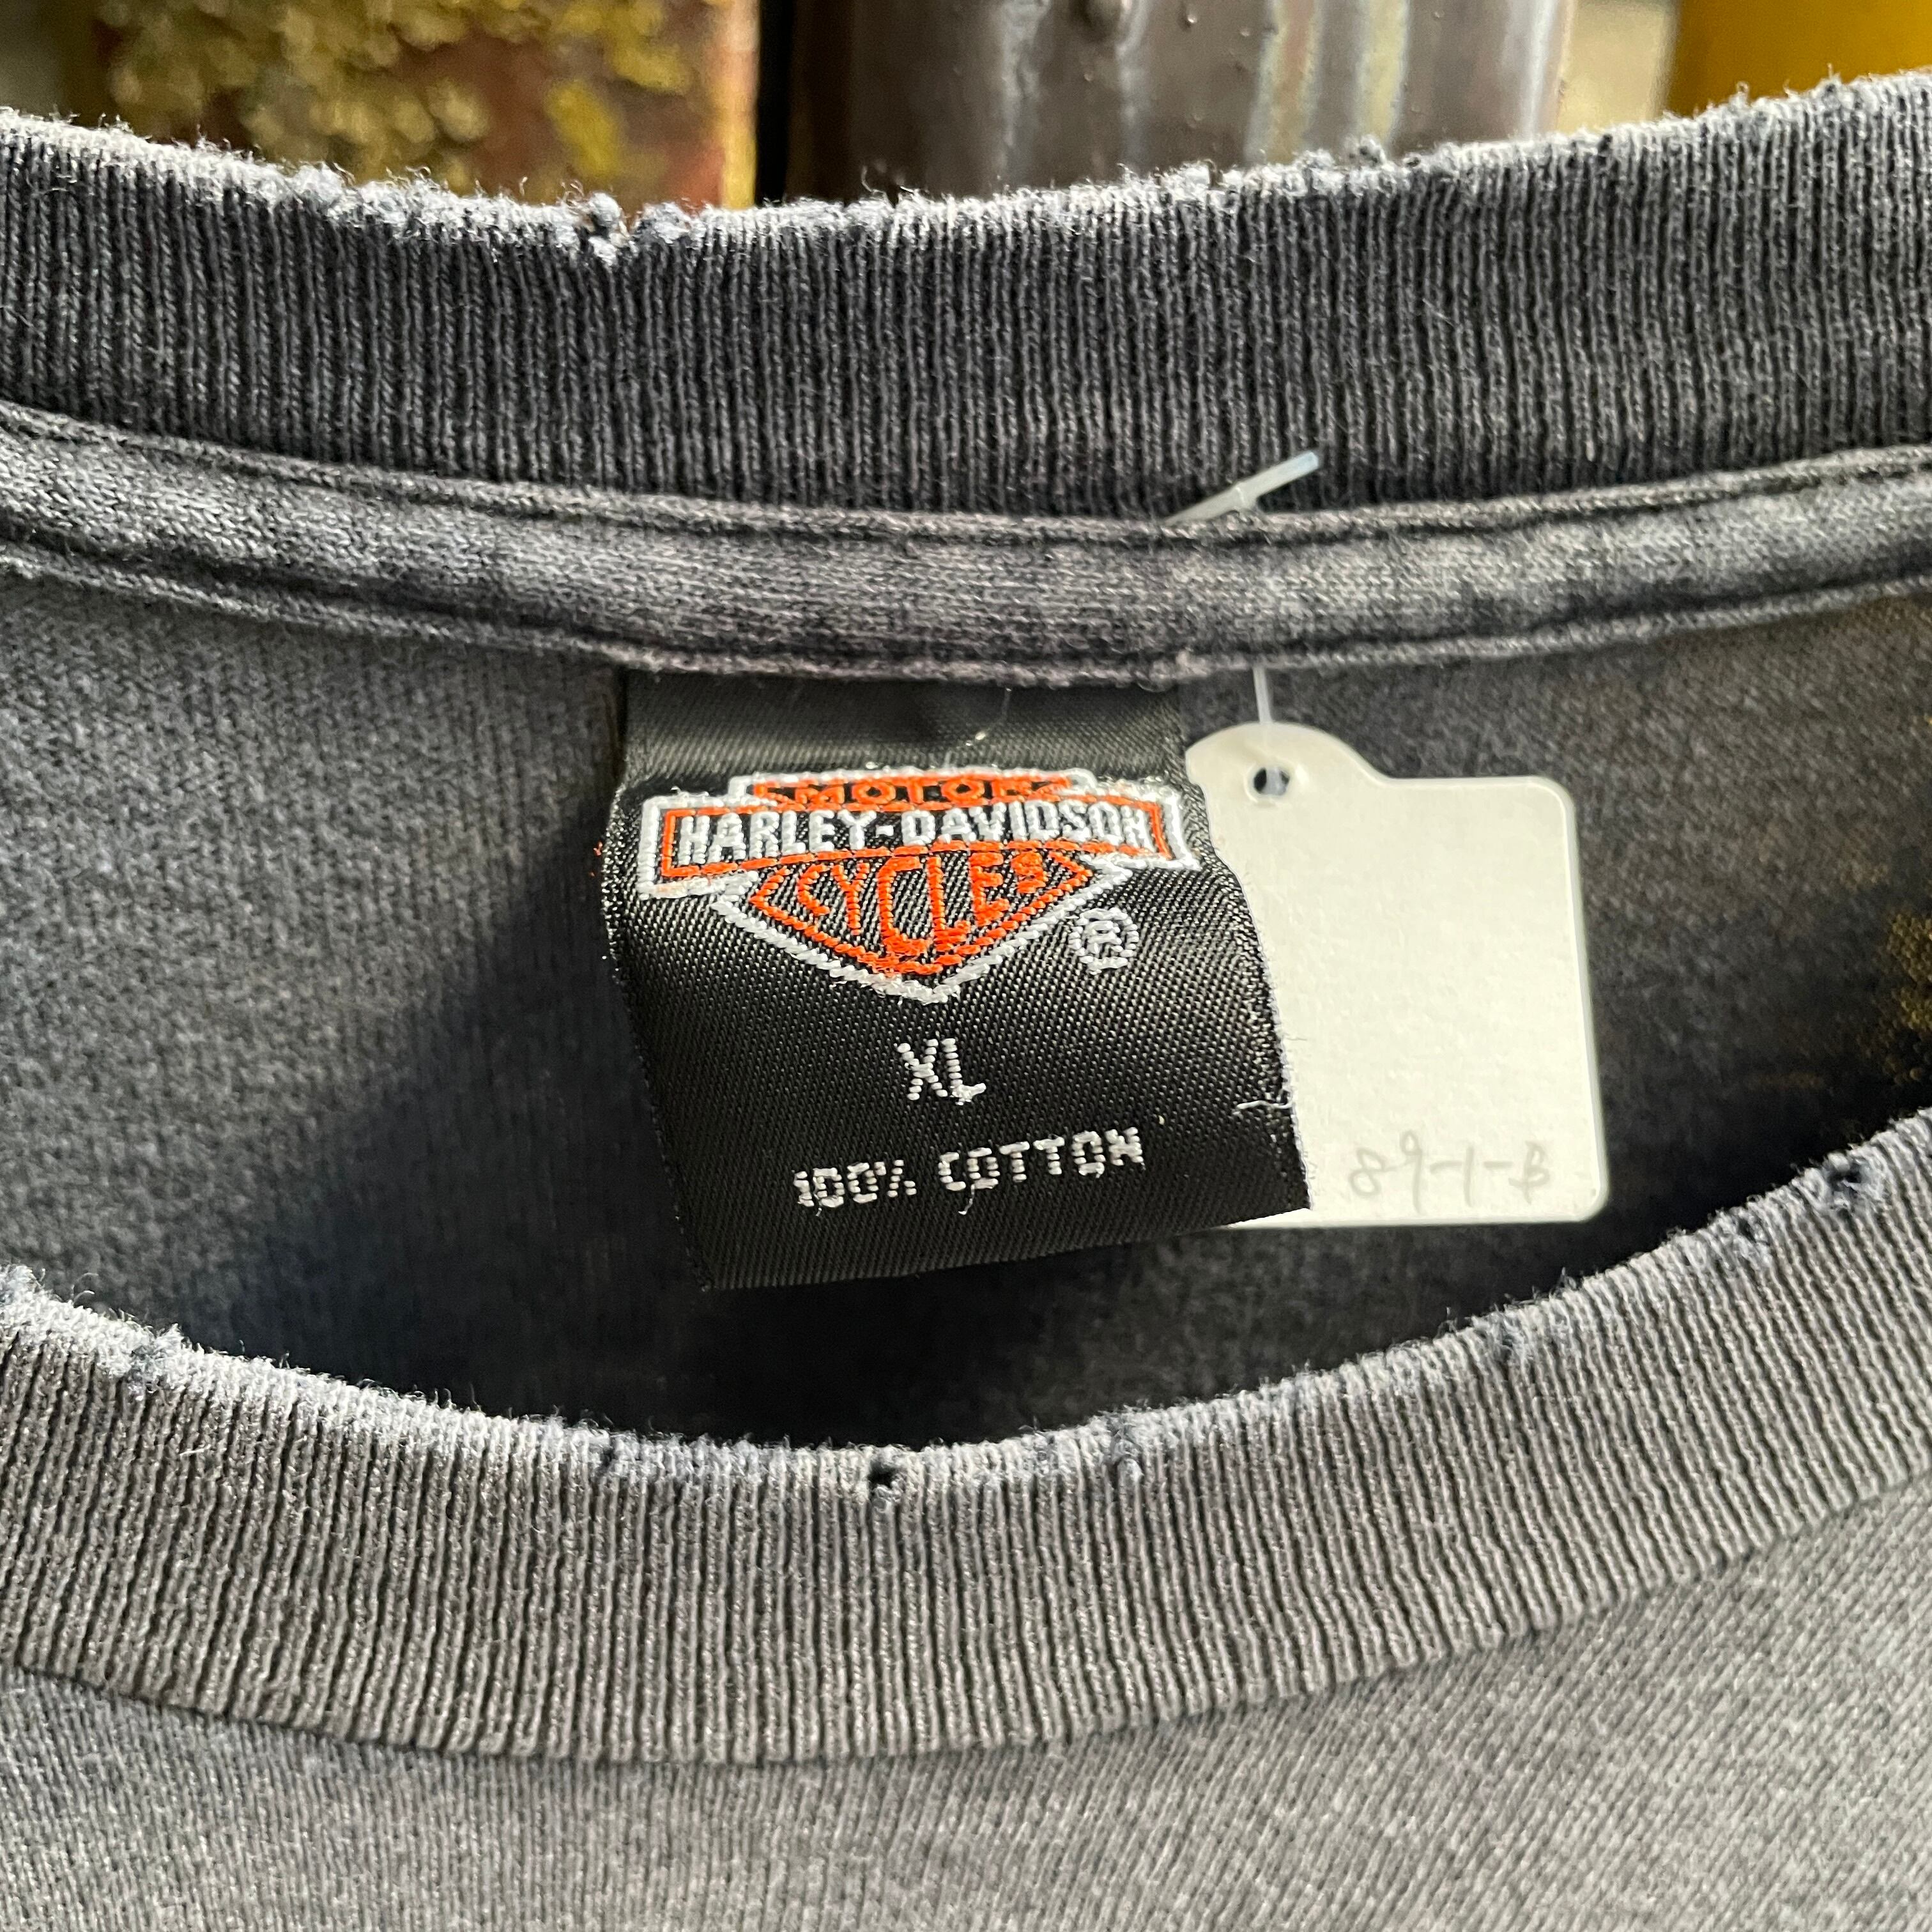 MOTOR
HARLEY-DAVIDSON
CYCLES
®
XL
100% COTTON
89-1-B